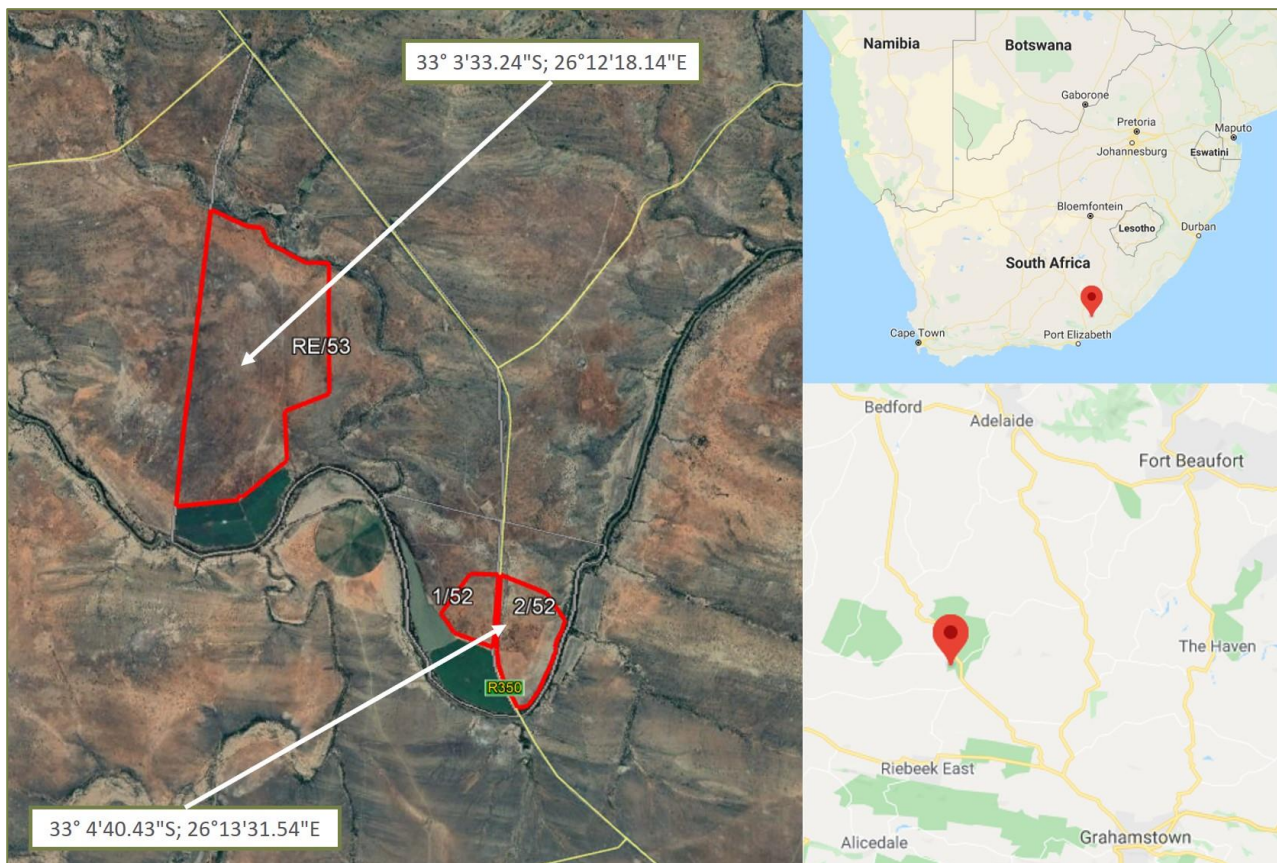 33° 3'33.24"S; 26°12'18.14"E
RE/53
1/52
2/52
R350
33° 4'40.43"S; 26°13'31.54"E
Namibia
Botswana
Gaborone
Pretoria
Johannesburg
Maputo
Eswatini
Bloemfontein
Lesotho
Durban
South Africa
Cape Town
Port Elizabeth
Bedford
Adelaide
Fort Beaufort
The Haven
Riebeek East
Alicedale
Grahamstown